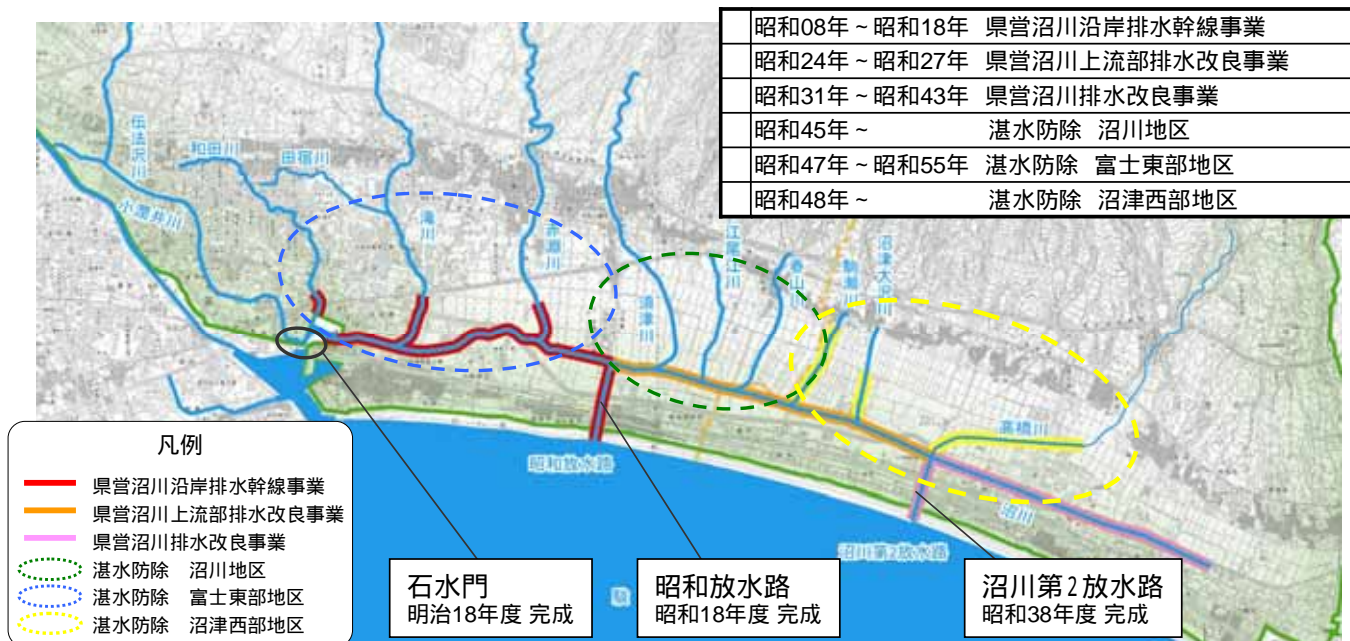 昭和08年 ~ 昭和18年 県営沼川沿岸排水幹線事業
昭和24年 ~ 昭和27年 県営沼川上流部排水改良事業
昭和31年 ~ 昭和43年 県営沼川排水改良事業
昭和45年 ~ 湛水防除 沼川地区
昭和47年 ~ 昭和55年 湛水防除 富士東部地区
昭和48年 ~ 湛水防除 沼津西部地区
伝法沢川
和田川
田宿川
小潤井川
滝川
赤淵川
須津川
江尾江川
春山川
駒瀬川
沼津大沢川
高橋川
沼川
昭和放水路
沼川第2放水路
駿
凡例
県営沼川沿岸排水幹線事業
県営沼川上流部排水改良事業
県営沼川排水改良事業
湛水防除 沼川地区
湛水防除 富士東部地区
湛水防除 沼津西部地区
石水門
明治18年度 完成
昭和放水路
昭和18年度 完成
沼川第2放水路
昭和38年度 完成